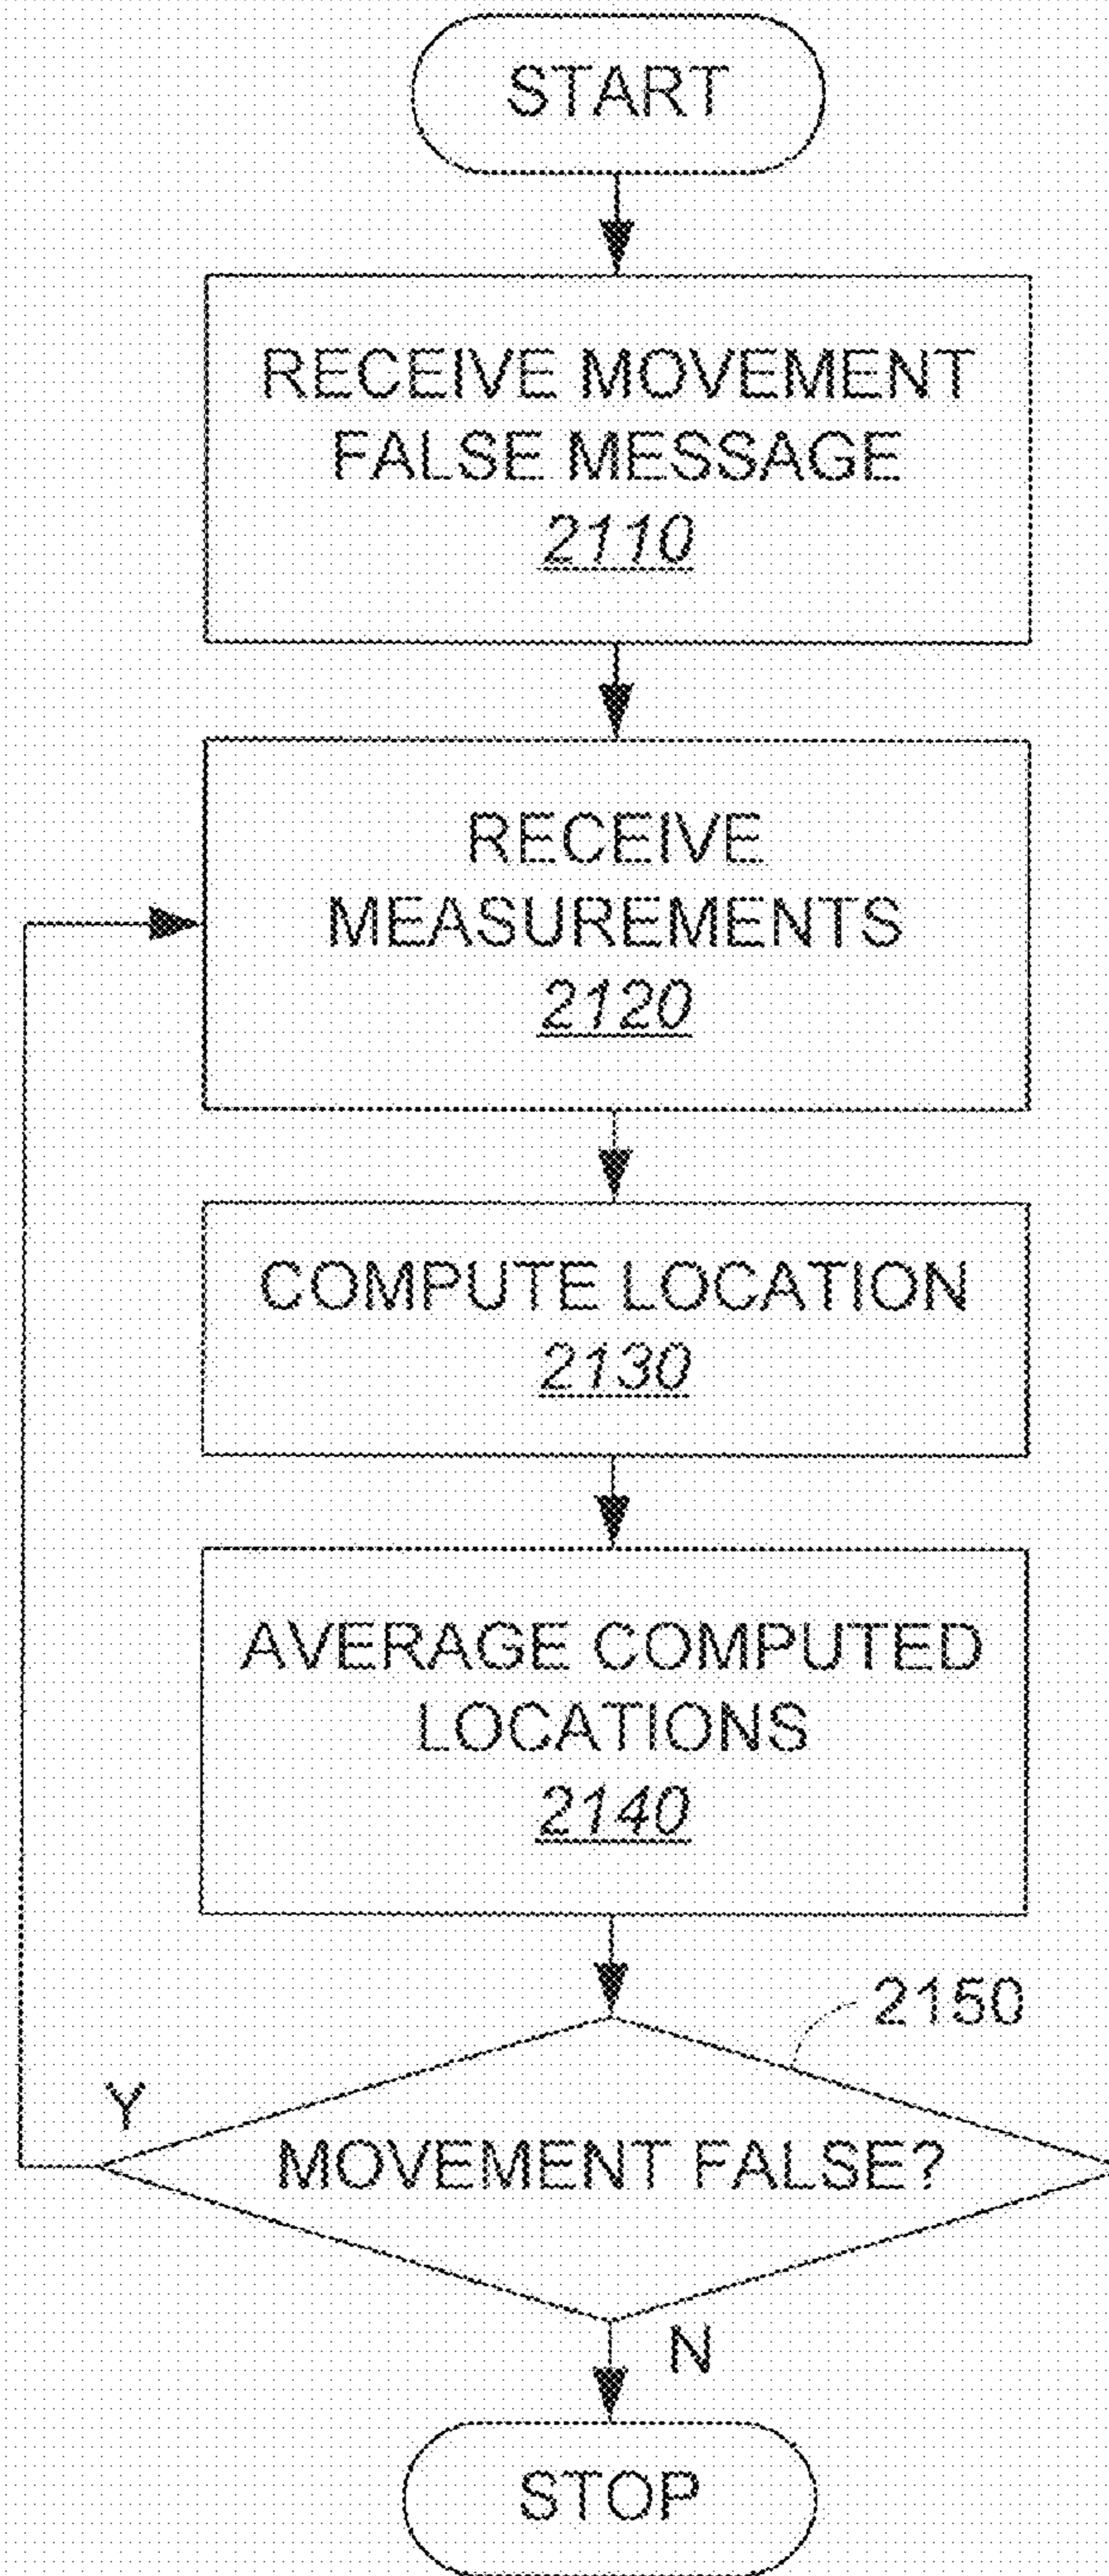 START
RECEIVE MOVEMENT
FALSE MESSAGE
2110
RECEIVE
MEASUREMENTS
2120
COMPUTE LOCATION
2130
AVERAGE COMPUTED
LOCATIONS
2140
2150
Y
MOVEMENT FALSE?
N
STOP